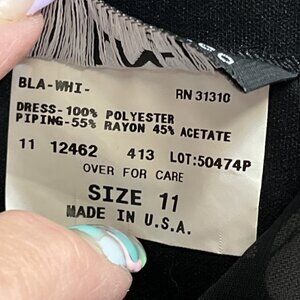 BLA-WHI- RN 31310
DRESS-100% POLYESTER
PIPING-55% RAYON 45% ACETATE
11 12462 413 LOT:50474P
OVER FOR CARE
SIZE 11
MADE IN U.S.A.